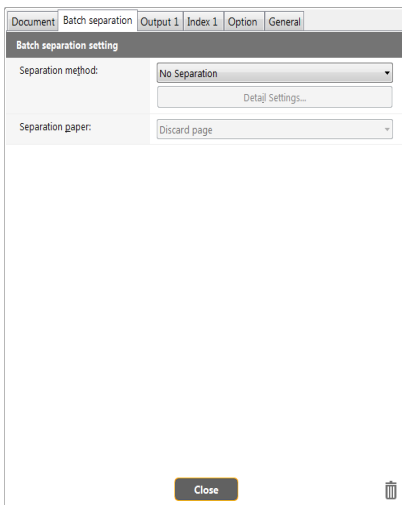 Document Batch separation Output 1 Index 1 Option General
Batch separation setting
Separation method: No Separation
Detail Settings...
Separation paper: Discard page
Close